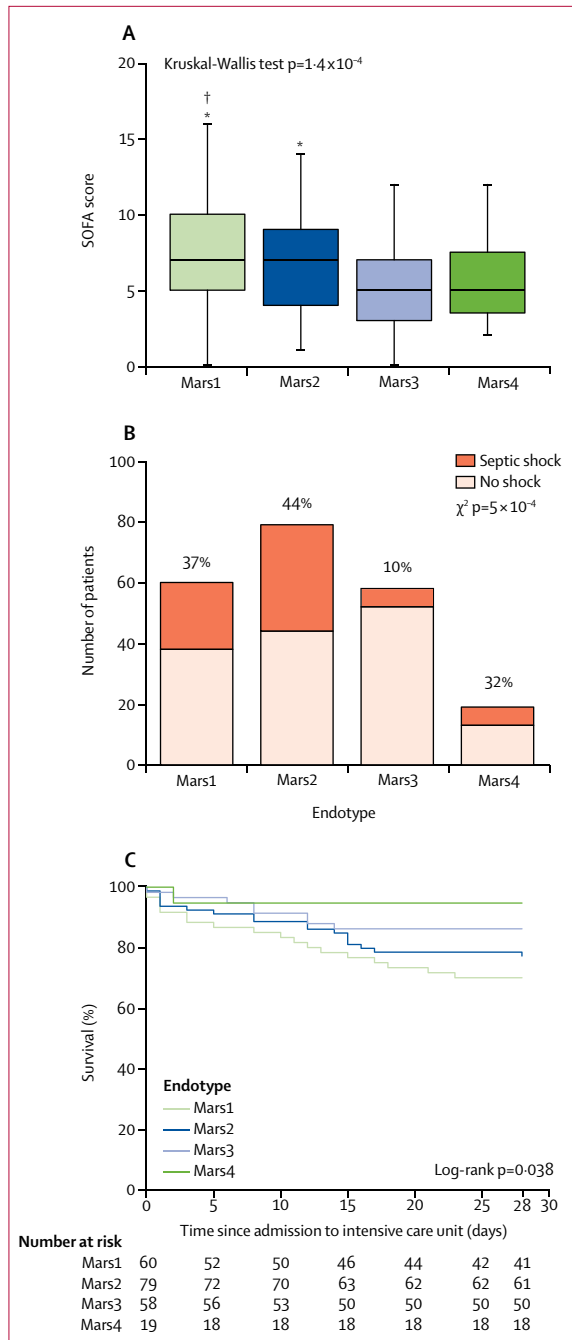 A
Kruskal-Wallis test p=1·4×10⁻⁴
†
*
*
20
15
10
5
0
SOFA score
Mars1 Mars2 Mars3 Mars4
B
Septic shock
No shock
χ² p=5×10⁻⁴
100
80
60
40
20
0
Number of patients
37%
44%
10%
32%
Mars1 Mars2 Mars3 Mars4
Endotype
C
100
80
60
40
20
0
Survival (%)
Endotype
Mars1
Mars2
Mars3
Mars4
Log-rank p=0·038
0 5 10 15 20 25 28 30
Time since admission to intensive care unit (days)
Number at risk
Mars1 60 52 50 46 44 42 41
Mars2 79 72 70 63 62 62 61
Mars3 58 56 53 50 50 50 50
Mars4 19 18 18 18 18 18 18